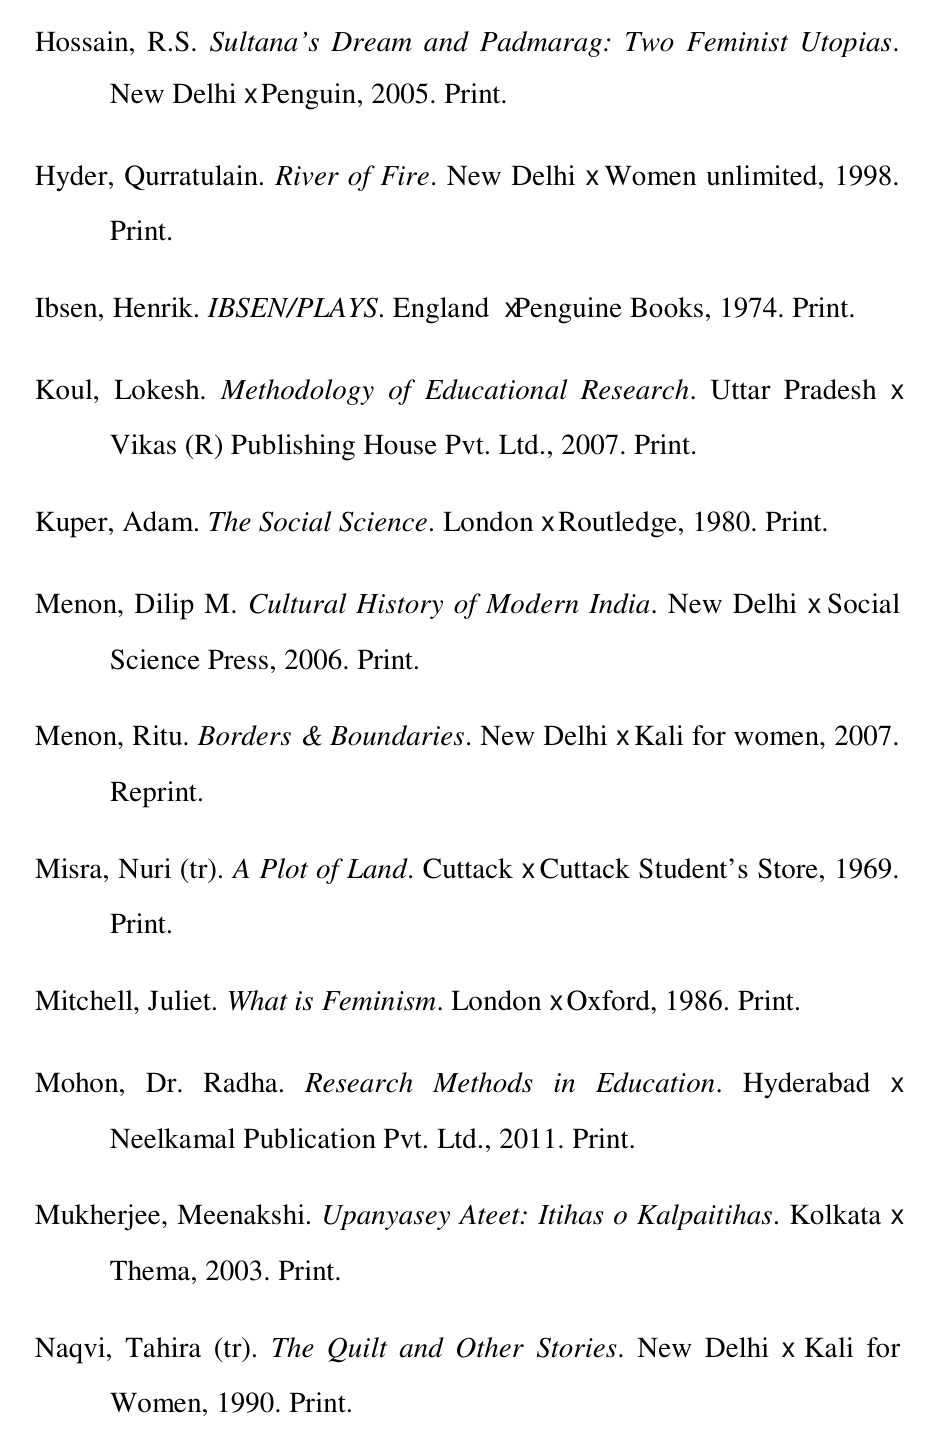 Hossain, R.S. Sultana’s Dream and Padmarag: Two Feminist Utopias.
New Delhi x Penguin, 2005. Print.
Hyder, Qurratulain. River of Fire. New Delhi x Women unlimited, 1998.
Print.
Ibsen, Henrik. IBSEN/PLAYS. England xPenguine Books, 1974. Print.
Koul, Lokesh. Methodology of Educational Research. Uttar Pradesh x
Vikas (R) Publishing House Pvt. Ltd., 2007. Print.
Kuper, Adam. The Social Science. London x Routledge, 1980. Print.
Menon, Dilip M. Cultural History of Modern India. New Delhi x Social
Science Press, 2006. Print.
Menon, Ritu. Borders & Boundaries. New Delhi x Kali for women, 2007.
Reprint.
Misra, Nuri (tr). A Plot of Land. Cuttack x Cuttack Student’s Store, 1969.
Print.
Mitchell, Juliet. What is Feminism. London x Oxford, 1986. Print.
Mohon, Dr. Radha. Research Methods in Education. Hyderabad x
Neelkamal Publication Pvt. Ltd., 2011. Print.
Mukherjee, Meenakshi. Upanyasey Ateet: Itihas o Kalpaitihas. Kolkata x
Thema, 2003. Print.
Naqvi, Tahira (tr). The Quilt and Other Stories. New Delhi x Kali for
Women, 1990. Print.